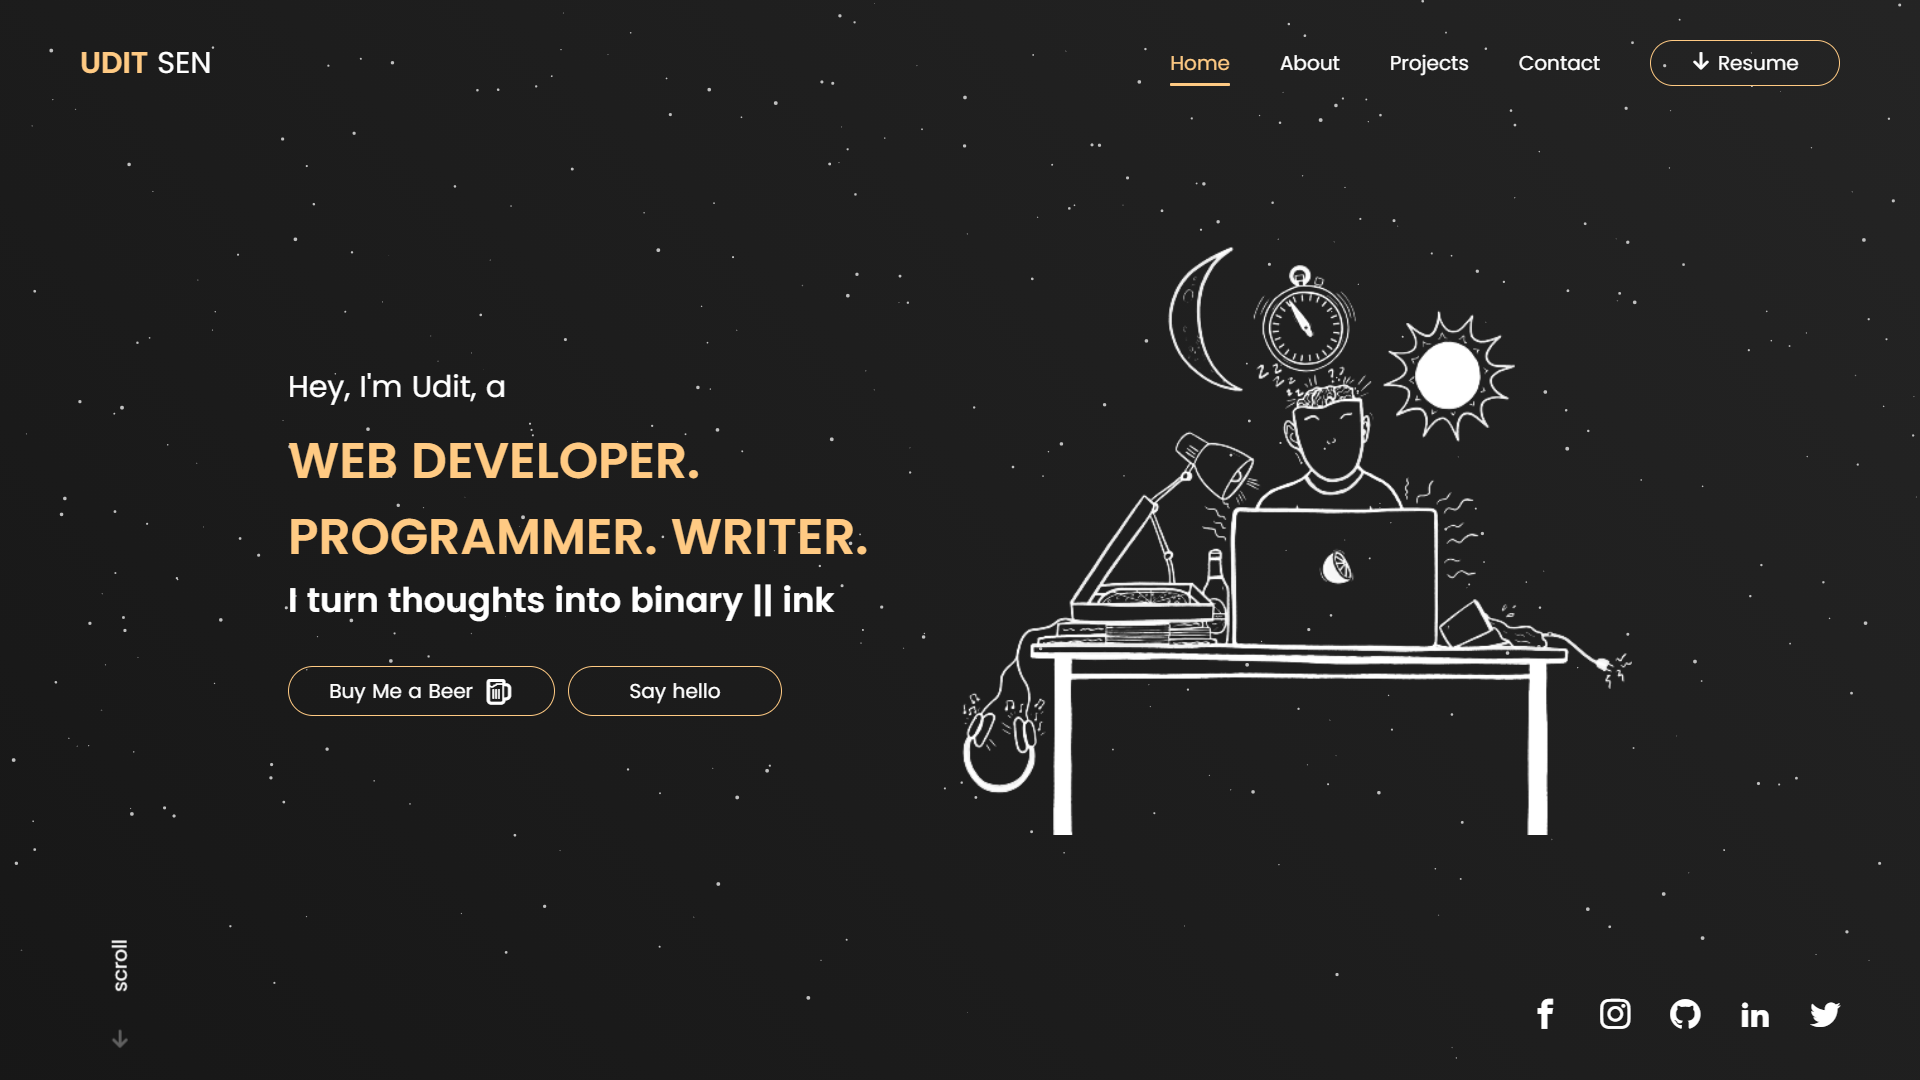 UDIT SEN
Home
About
Projects
Contact
Resume
Hey, I'm Udit, a
WEB DEVELOPER.
PROGRAMMER. WRITER.
I turn thoughts into binary || ink
Buy Me a Beer
Say hello
scroll